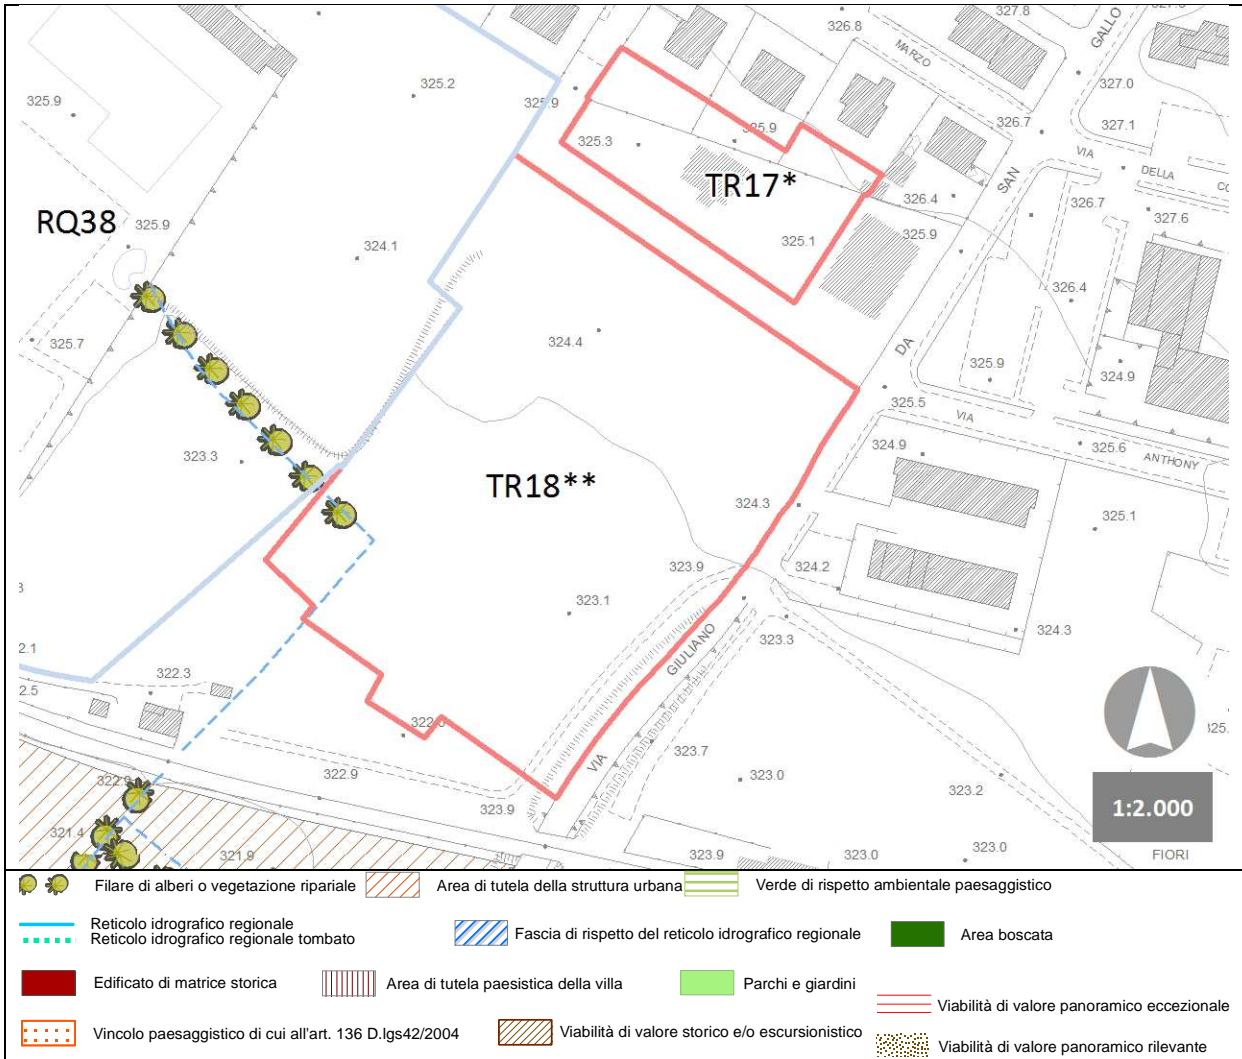 325.9
325.2
325.9
326.8
MARZO
327.8
GALLO
327.0
327.1
326.7
VIA
DELLA
325.3
325.9
TR17*
SAN
326.4
325.9
326.7
327.6
RQ38
325.9
324.1
325.1
326.4
325.7
324.4
DA
325.9
324.9
325.5
VIA
325.6
ANTHONY
323.3
TR18**
324.9
324.3
325.1
323.9
324.2
323.1
323.3
324.3
GIULIANO
2.1
322.3
2.5
VIA
323.7
323.0
322.9
323.9
323.2
325.
1:2.000
322.9
321.4
321.9
323.9
323.0
323.0
FIORI
Filare di alberi o vegetazione ripariale
Area di tutela della struttura urbana
Verde di rispetto ambientale paesaggistico
Reticolo idrografico regionale
Reticolo idrografico regionale tombato
Fascia di rispetto del reticolo idrografico regionale
Area boscata
Edificato di matrice storica
Area di tutela paesistica della villa
Parchi e giardini
Viabilità di valore panoramico eccezionale
Vincolo paesaggistico di cui all'art. 136 D.lgs42/2004
Viabilità di valore storico e/o escursionistico
Viabilità di valore panoramico rilevante